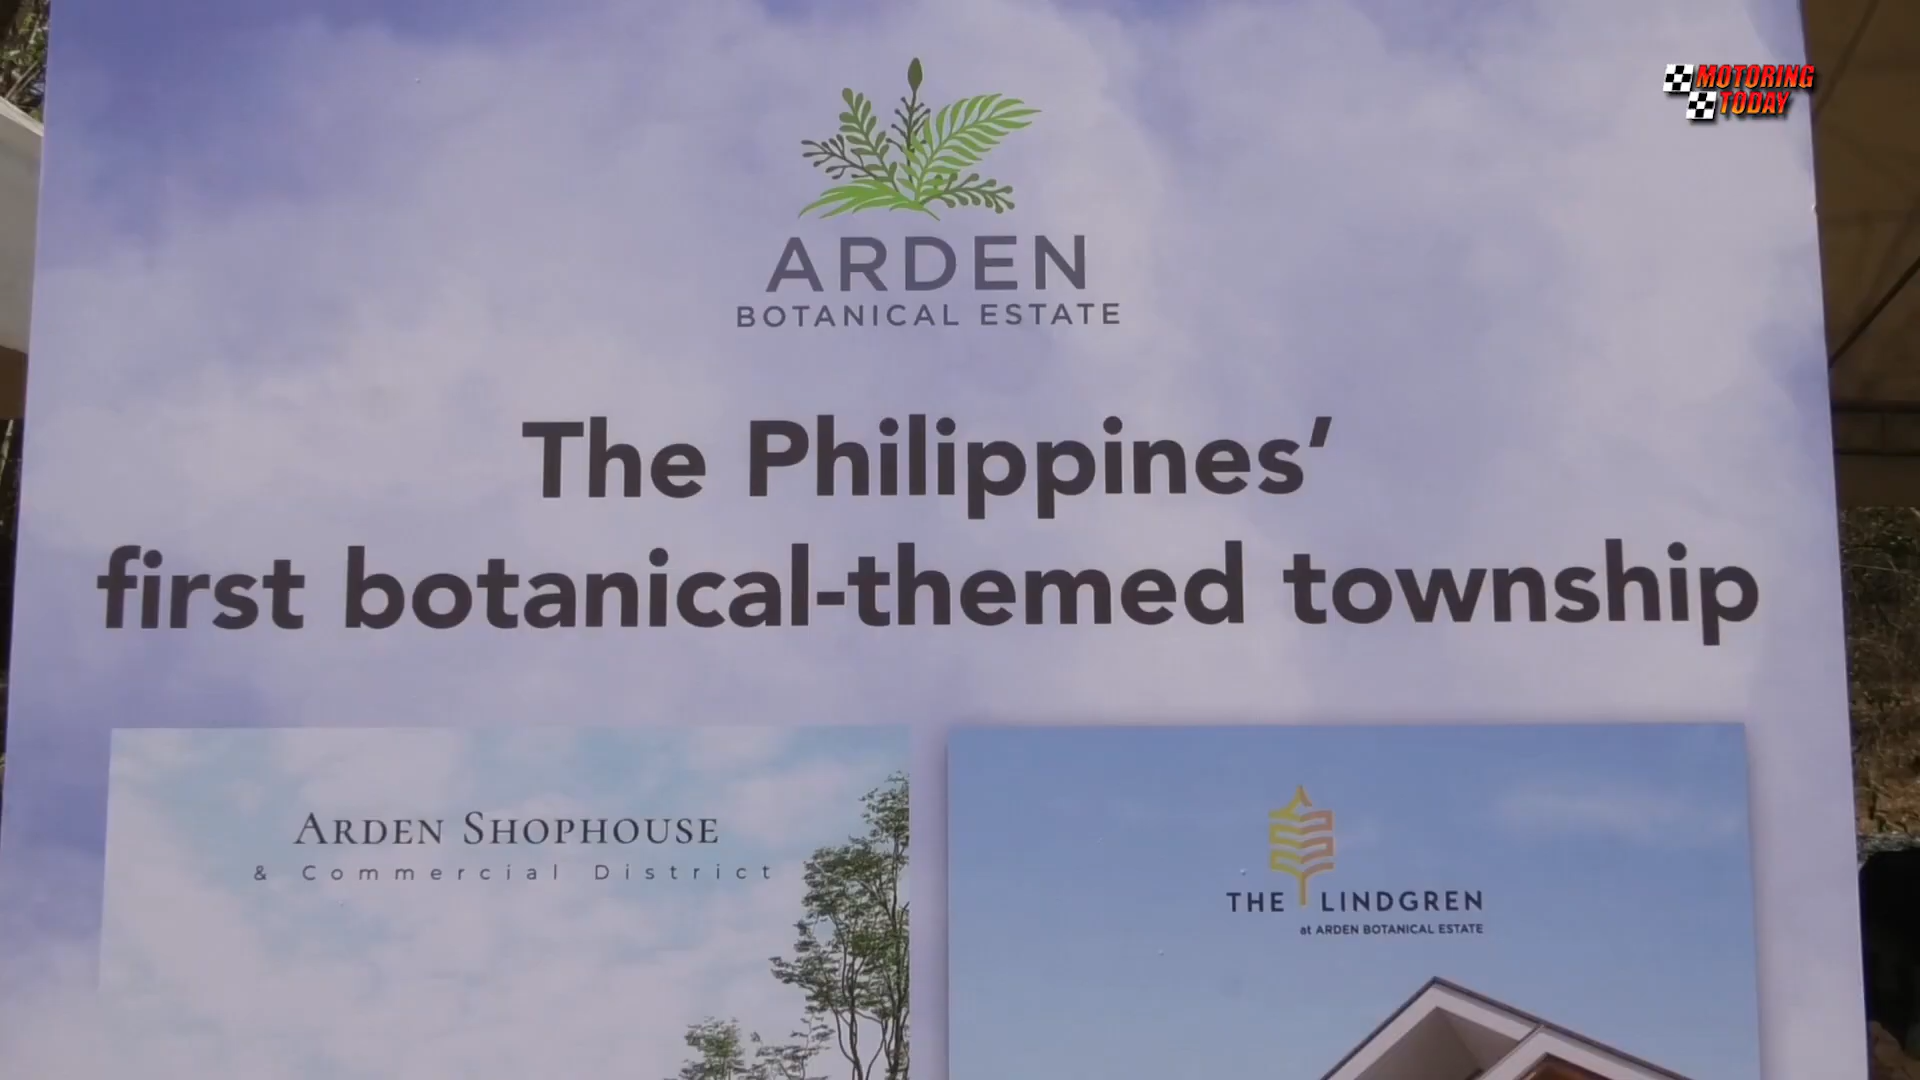 MOTORING
TODAY
ARDEN
BOTANICAL ESTATE
The Philippines'
first botanical-themed township
ARDEN SHOPHOUSE
& Commercial District
THE LINDGREN
at ARDEN BOTANICAL ESTATE